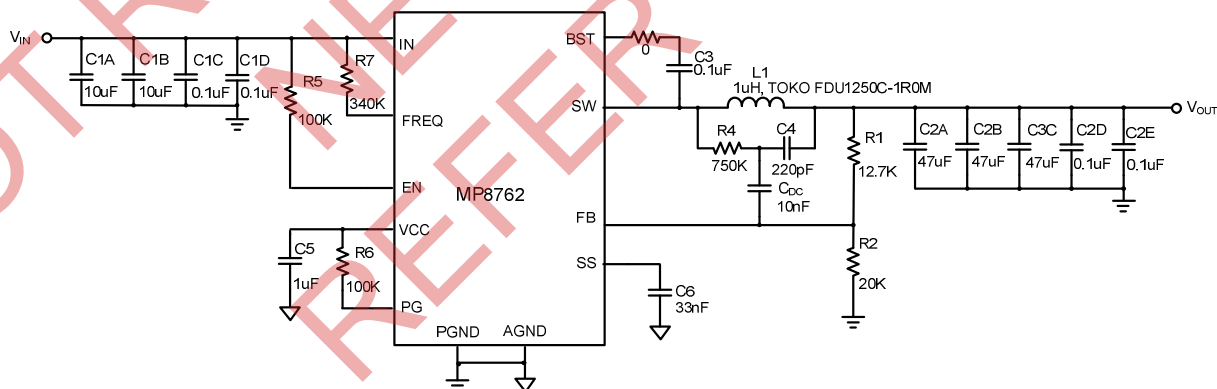 VIN
C1A
10uF
C1B
10uF
C1C
0.1uF
C1D
0.1uF
R5
100K
R7
340K
IN
FREQ
EN
VCC
PG
MP8762
PGND
AGND
BST
SW
FB
SS
C5
1uF
R6
100K
0
C3
0.1uF
L1
1uH, TOKO FDU1250C-1R0M
R4
750K
C4
220pF
CDC
10nF
R1
12.7K
R2
20K
C6
33nF
C2A
47uF
C2B
47uF
C3C
47uF
C2D
0.1uF
C2E
0.1uF
VOUT
NE
REFER
OT R